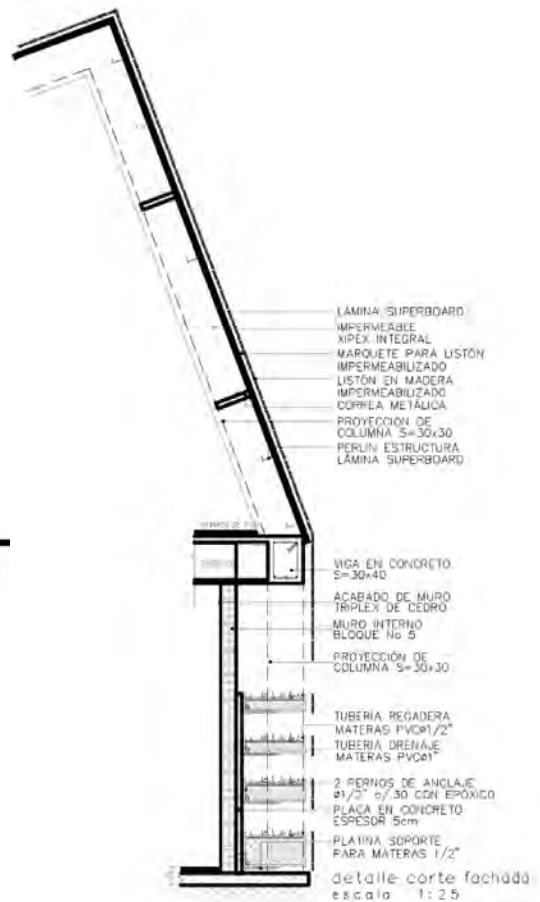 LÁMINA SUPERBOARD
IMPERMEABLE
XIPEX INTEGRAL
MARQUETE PARA LISTÓN
IMPERMEABILIZADO
LISTÓN EN MADERA
IMPERMEABILIZADO
CORREA METÁLICA
PROYECCIÓN DE
COLUMNA S=30x30
PERLIN ESTRUCTURA
LÁMINA SUPERBOARD
VIGA EN CONCRETO
S=30x40
ACABADO DE MURO
TRIPLEX DE CEDRO
MURO INTERNO
BLOQUE No 5
PROYECCIÓN DE
COLUMNA S=30x30
TUBERIA REGADERA
MATERAS PVCø1/2"
TUBERIA DRENAJE
MATERAS PVCø1"
2 PERNOS DE ANCLAJE
ø1/2" c/.30 CON EPÓXICO
PLACA EN CONCRETO
ESPESOR 5cm
PLATINA SOPORTE
PARA MATERAS 1/2"
detalle corte fachada
escala 1:25